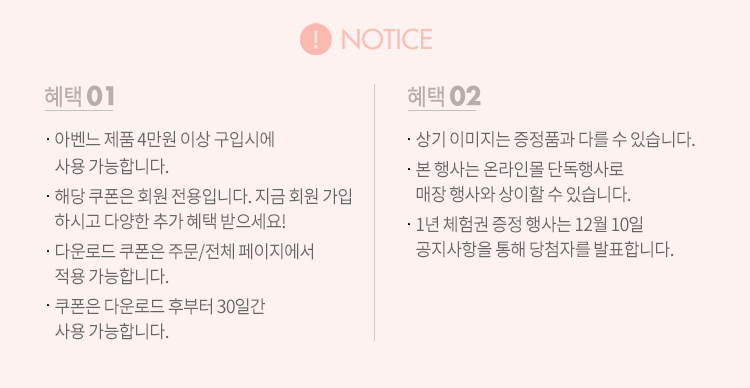 ! NOTICE
혜택 01
· 아벤느 제품 4만원 이상 구입시에
사용 가능합니다.
· 해당 쿠폰은 회원 전용입니다. 지금 회원 가입
하시고 다양한 추가 혜택 받으세요!
· 다운로드 쿠폰은 주문/전체 페이지에서
적용 가능합니다.
· 쿠폰은 다운로드 후부터 30일간
사용 가능합니다.
혜택 02
· 상기 이미지는 증정품과 다를 수 있습니다.
· 본 행사는 온라인몰 단독행사로
매장 행사와 상이할 수 있습니다.
· 1년 체험권 증정 행사는 12월 10일
공지사항을 통해 당첨자를 발표합니다.